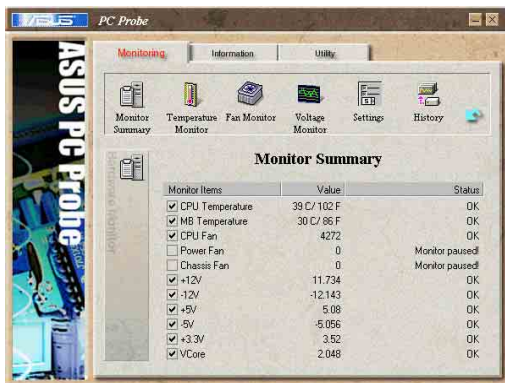 ASUS PC Probe
Monitoring Information Utility
Monitor Summary
Temperature Monitor
Fan Monitor
Voltage Monitor
Settings
History
ASUS PC Probe
Hardware Monitor
Monitor Summary
Monitor Items Value Status
CPU Temperature 39 C/ 102 F OK
MB Temperature 30 C/ 86 F OK
CPU Fan 4272 OK
Power Fan 0 Monitor paused!
Chassis Fan 0 Monitor paused!
+12V 11.734 OK
-12V -12.143 OK
+5V 5.08 OK
-5V -5.056 OK
+3.3V 3.52 OK
VCore 2.048 OK